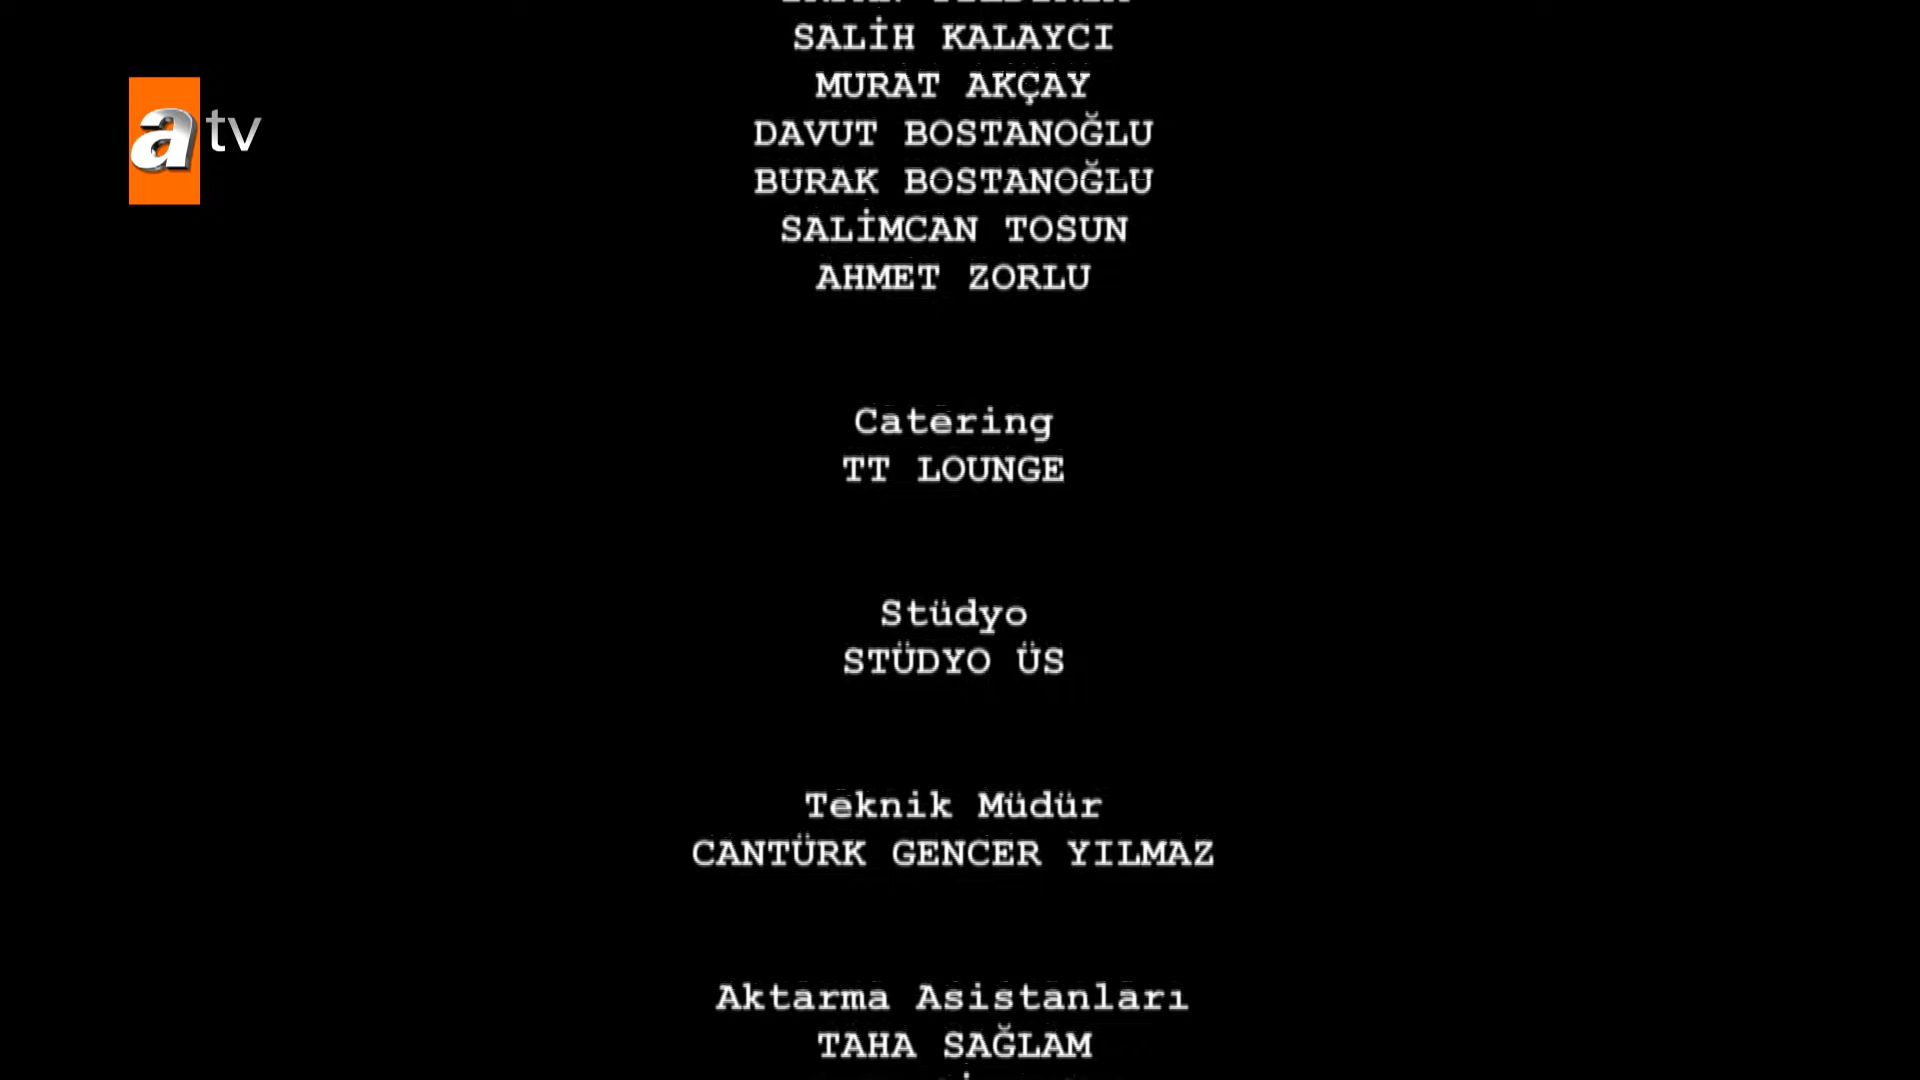 SALİH KALAYCI
MURAT AKÇAY
DAVUT BOSTANOĞLU
BURAK BOSTANOĞLU
SALİMCAN TOSUN
AHMET ZORLU
atv
Catering
TT LOUNGE
Stüdyo
STÜDYO ÜS
Teknik Müdür
CANTÜRK GENCER YILMAZ
Aktarma Asistanları
TAHA SAĞLAM